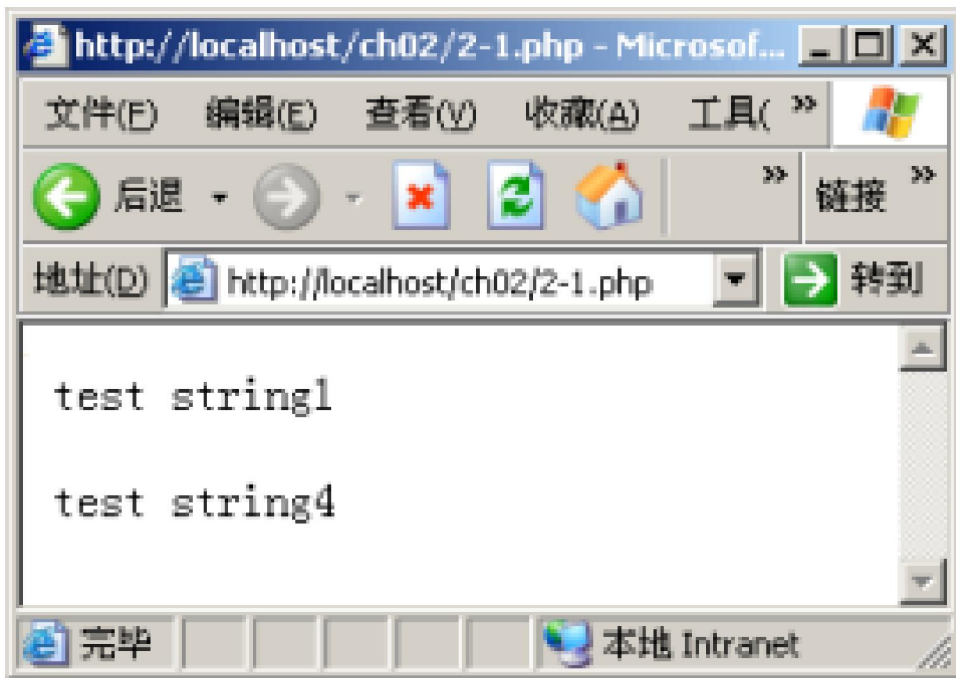 http://localhost/ch02/2-1.php - Microsof...
文件(F) 编辑(E) 查看(V) 收藏(A) 工具( »
后退 » 链接 »
地址(D) http://localhost/ch02/2-1.php 转到
test string1
test string4
完毕 本地 Intranet